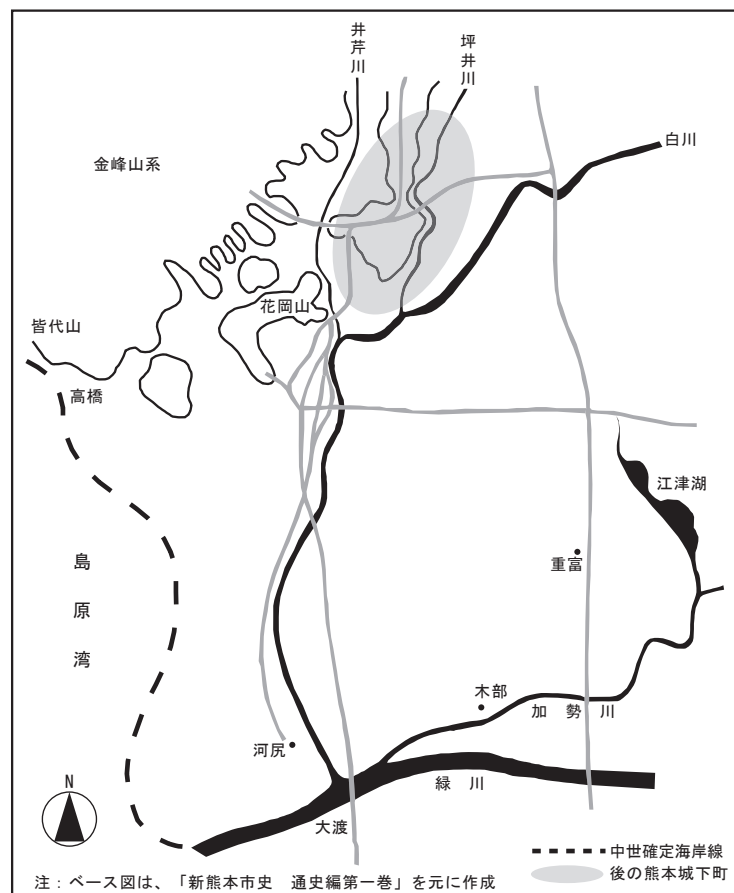 井芹川
坪井川
白川
金峰山系
花岡山
皆代山
高橋
江津湖
島原湾
重富
木部
加勢川
河尻
緑川
大渡
N
中世確定海岸線
後の熊本城下町
注：ベース図は、「新熊本市史　通史編第一巻」を元に作成